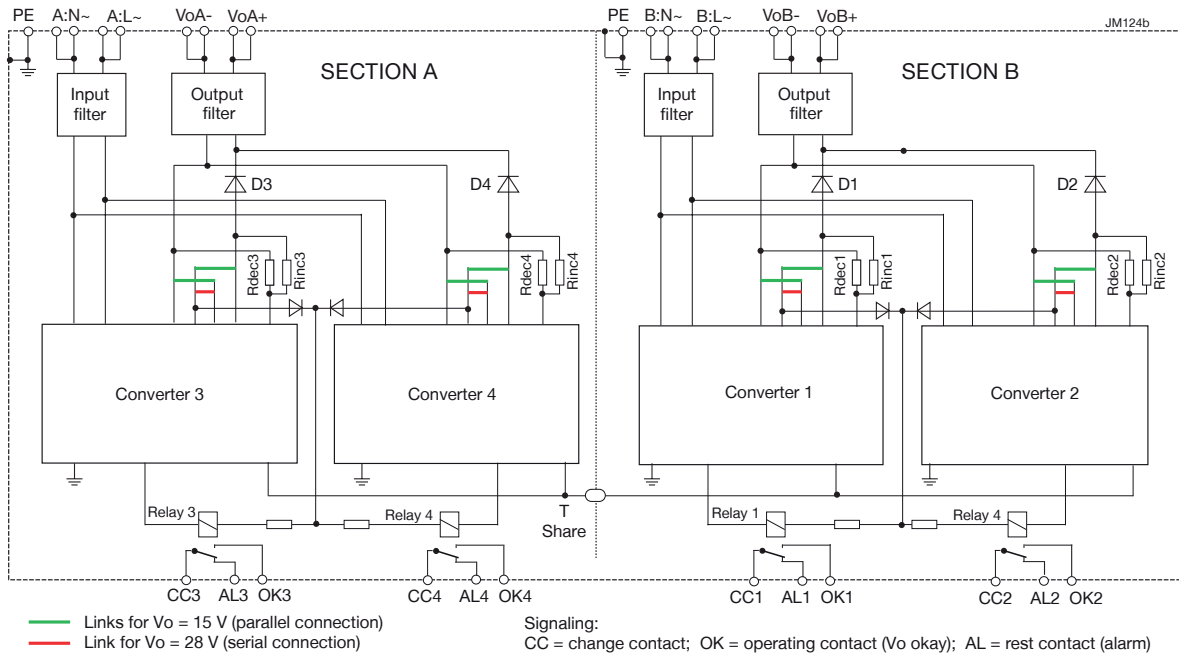 PE A:N~ A:L~ VoA- VoA+ PE B:N~ B:L~ VoB- VoB+
JM124b
SECTION A
SECTION B
Input
filter
Output
filter
Input
filter
Output
filter
D3
D4
D1
D2
Rdec3
Rinc3
Rdec4
Rinc4
Rdec1
Rinc1
Rdec2
Rinc2
Converter 3
Converter 4
Converter 1
Converter 2
Relay 3
Relay 4
T
Share
Relay 1
Relay 4
CC3 AL3 OK3 CC4 AL4 OK4 CC1 AL1 OK1 CC2 AL2 OK2
Links for Vo = 15 V (parallel connection)
Link for Vo = 28 V (serial connection)
Signaling:
CC = change contact; OK = operating contact (Vo okay); AL = rest contact (alarm)